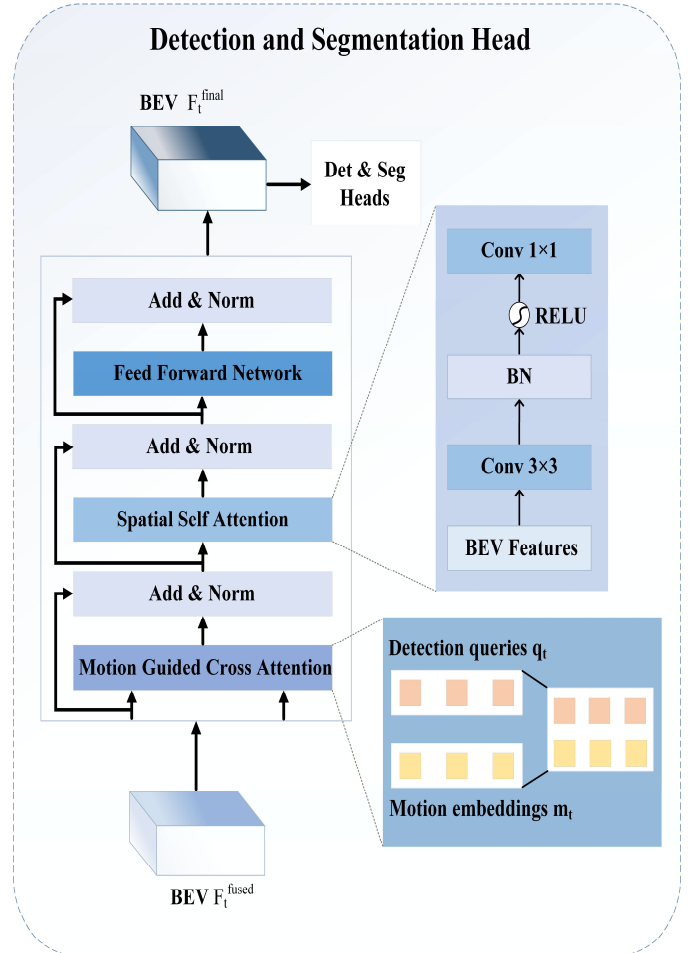 Detection and Segmentation Head
BEV F_t^final
Det & Seg
Heads
Add & Norm
Feed Forward Network
Add & Norm
Spatial Self Attention
Add & Norm
Motion Guided Cross Attention
BEV F_t^fused
Conv 1×1
RELU
BN
Conv 3×3
BEV Features
Detection queries q_t
Motion embeddings m_t